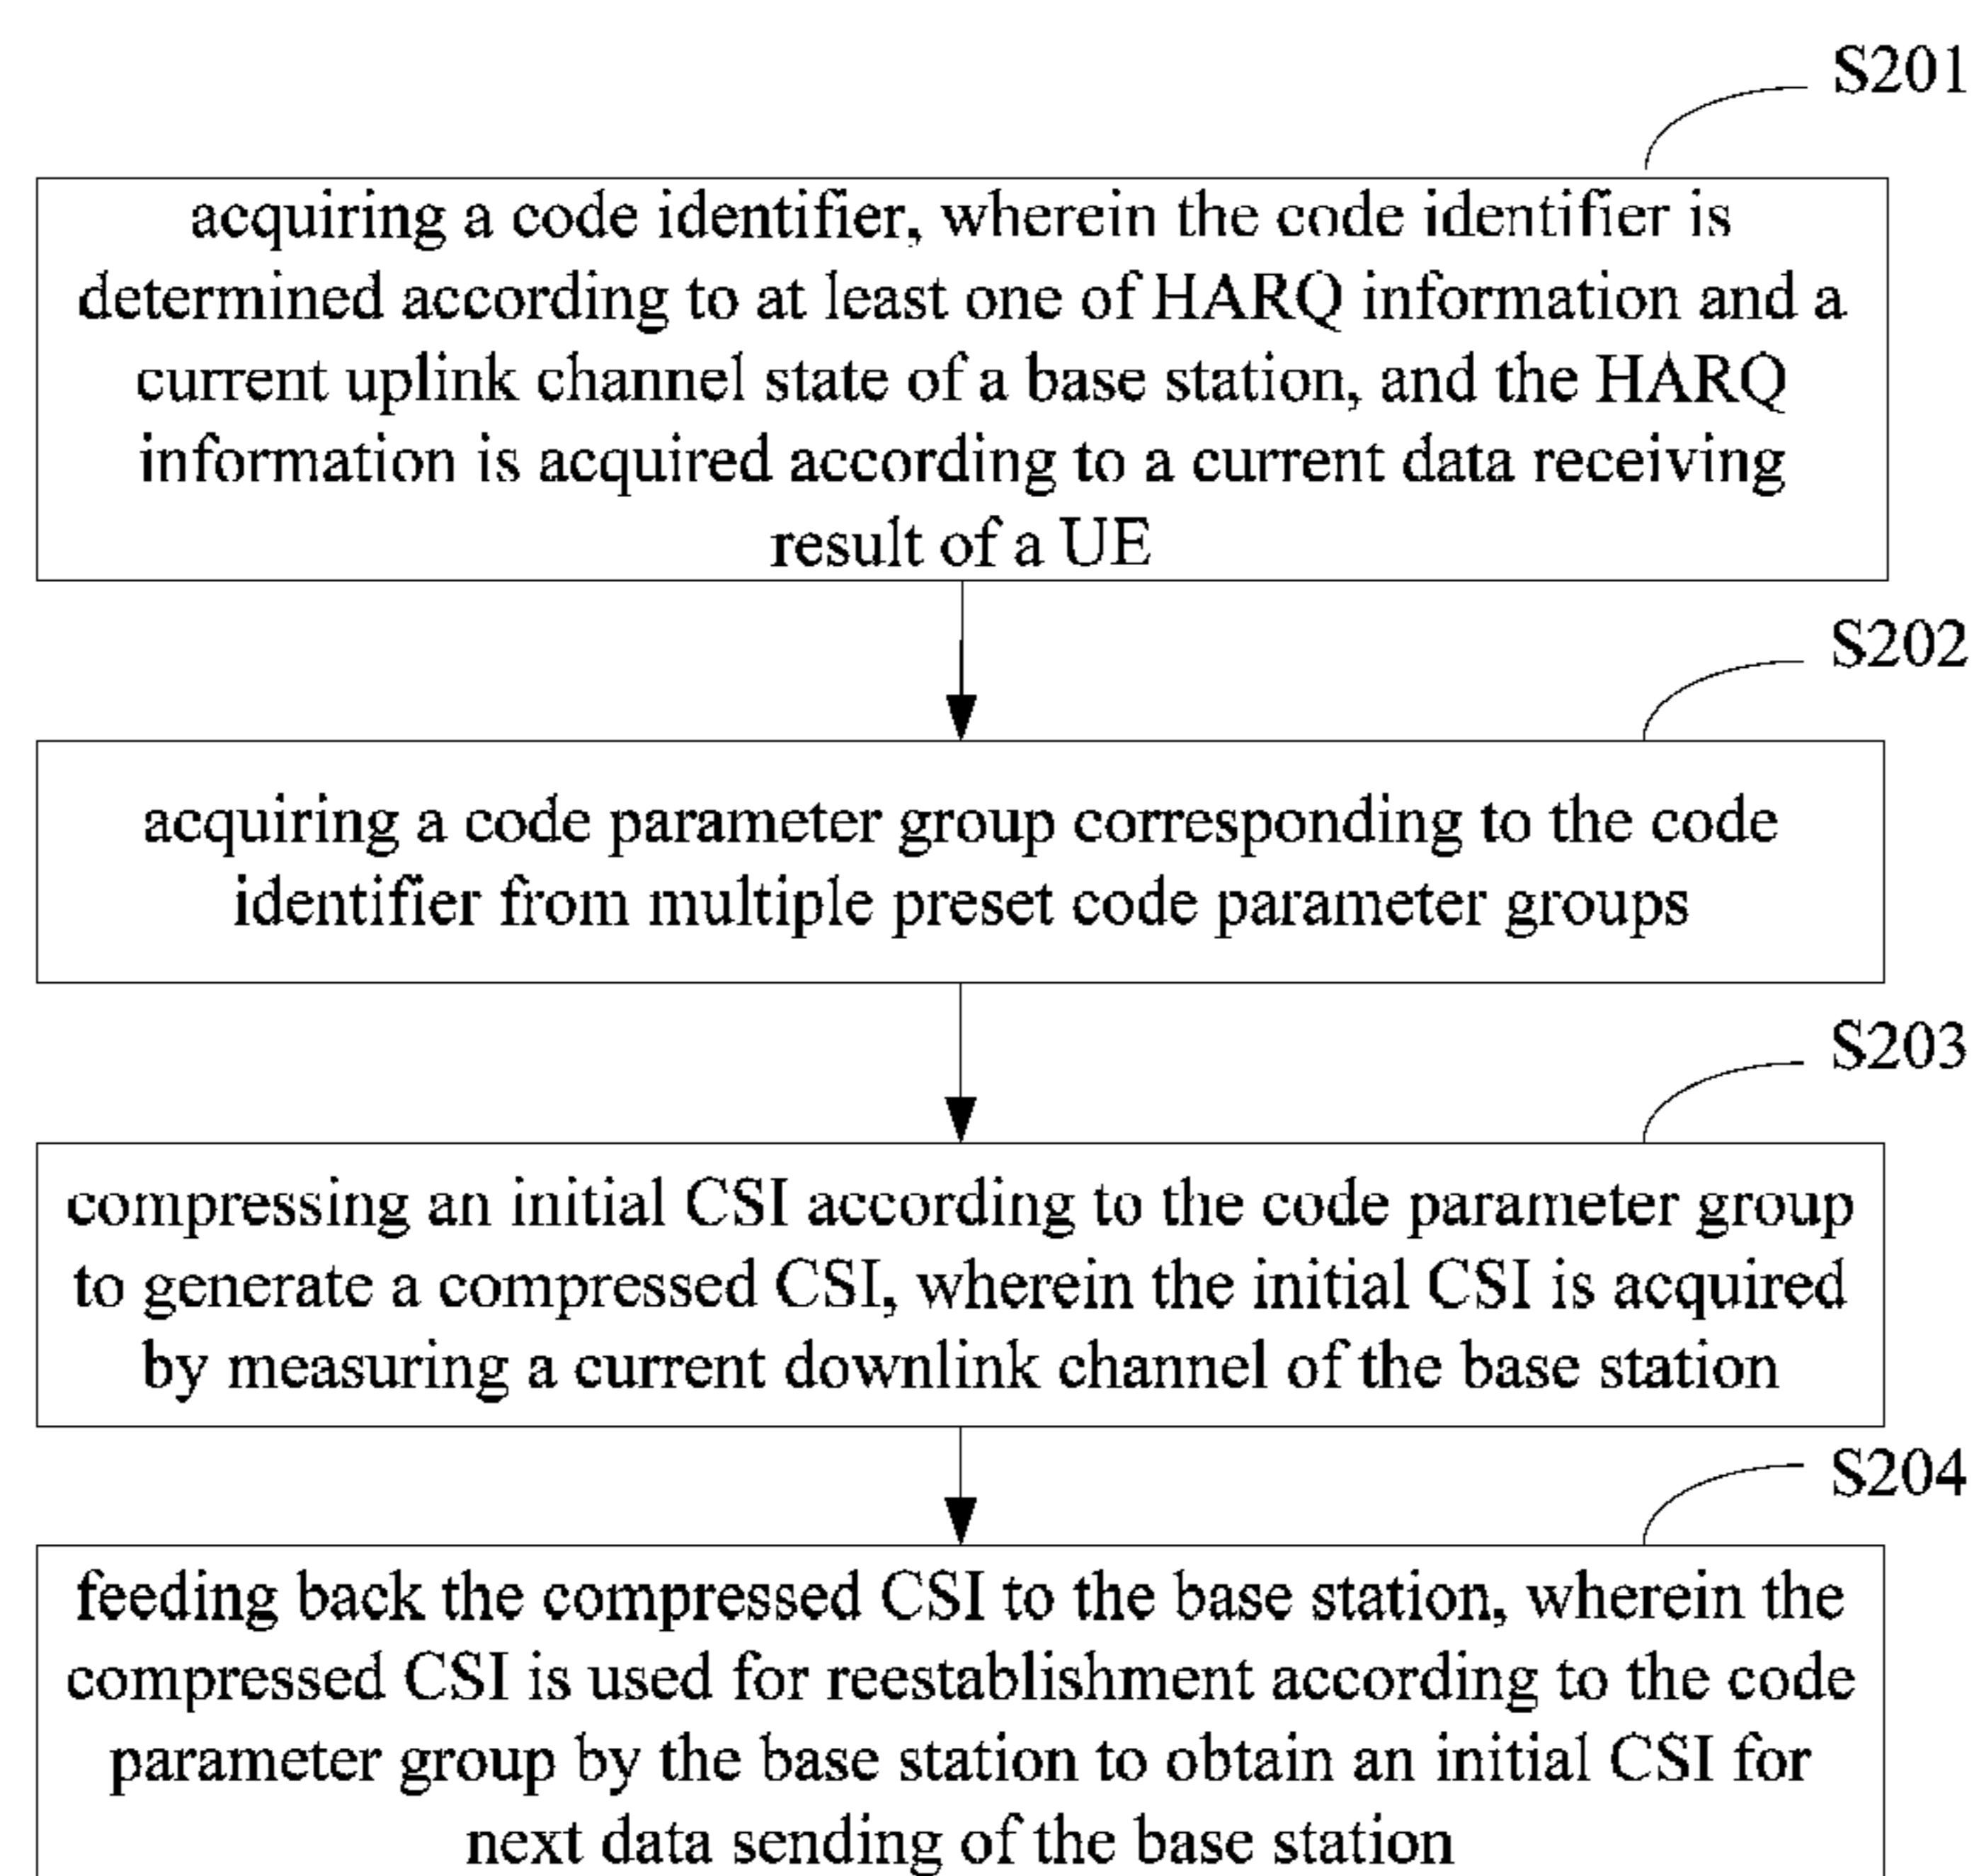 S201
acquiring a code identifier, wherein the code identifier is
determined according to at least one of HARQ information and a
current uplink channel state of a base station, and the HARQ
information is acquired according to a current data receiving
result of a UE
S202
acquiring a code parameter group corresponding to the code
identifier from multiple preset code parameter groups
S203
compressing an initial CSI according to the code parameter group
to generate a compressed CSI, wherein the initial CSI is acquired
by measuring a current downlink channel of the base station
S204
feeding back the compressed CSI to the base station, wherein the
compressed CSI is used for reestablishment according to the code
parameter group by the base station to obtain an initial CSI for
next data sending of the base station